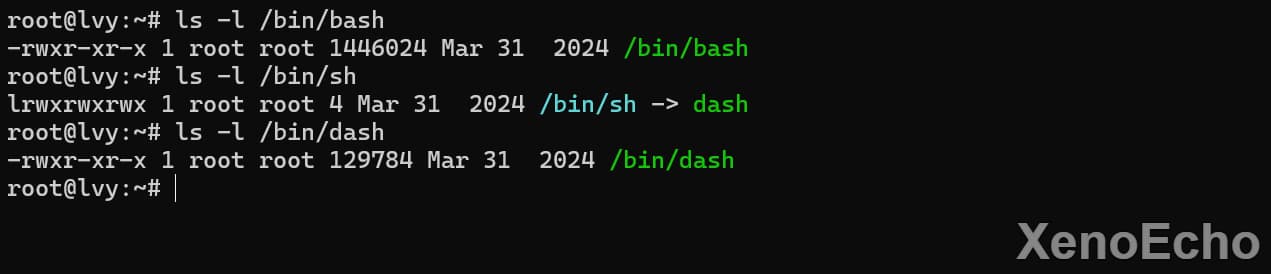 root@lvy:~# ls -l /bin/bash
-rwxr-xr-x 1 root root 1446024 Mar 31  2024 /bin/bash
root@lvy:~# ls -l /bin/sh
lrwxrwxrwx 1 root root 4 Mar 31  2024 /bin/sh -> dash
root@lvy:~# ls -l /bin/dash
-rwxr-xr-x 1 root root 129784 Mar 31  2024 /bin/dash
root@lvy:~#
XenoEcho